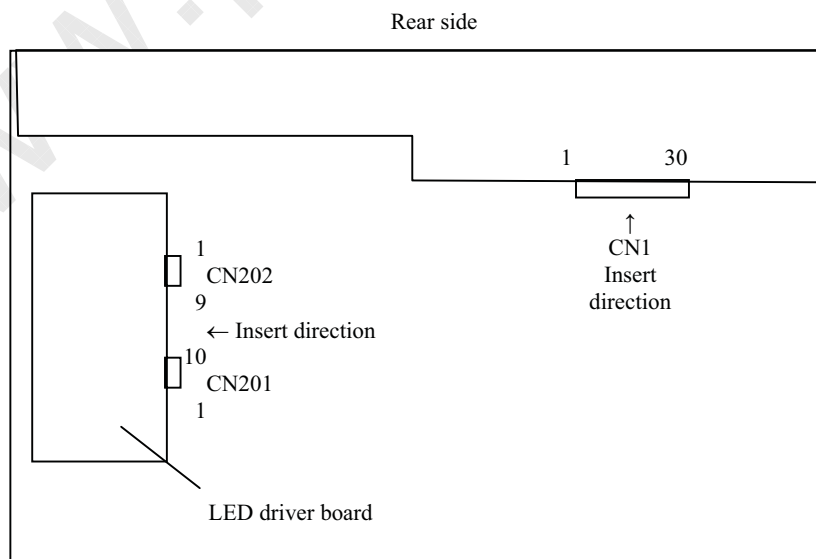 Rear side
1 30
↑
CN1
Insert
direction
1
CN202
9
← Insert direction
10
CN201
1
LED driver board